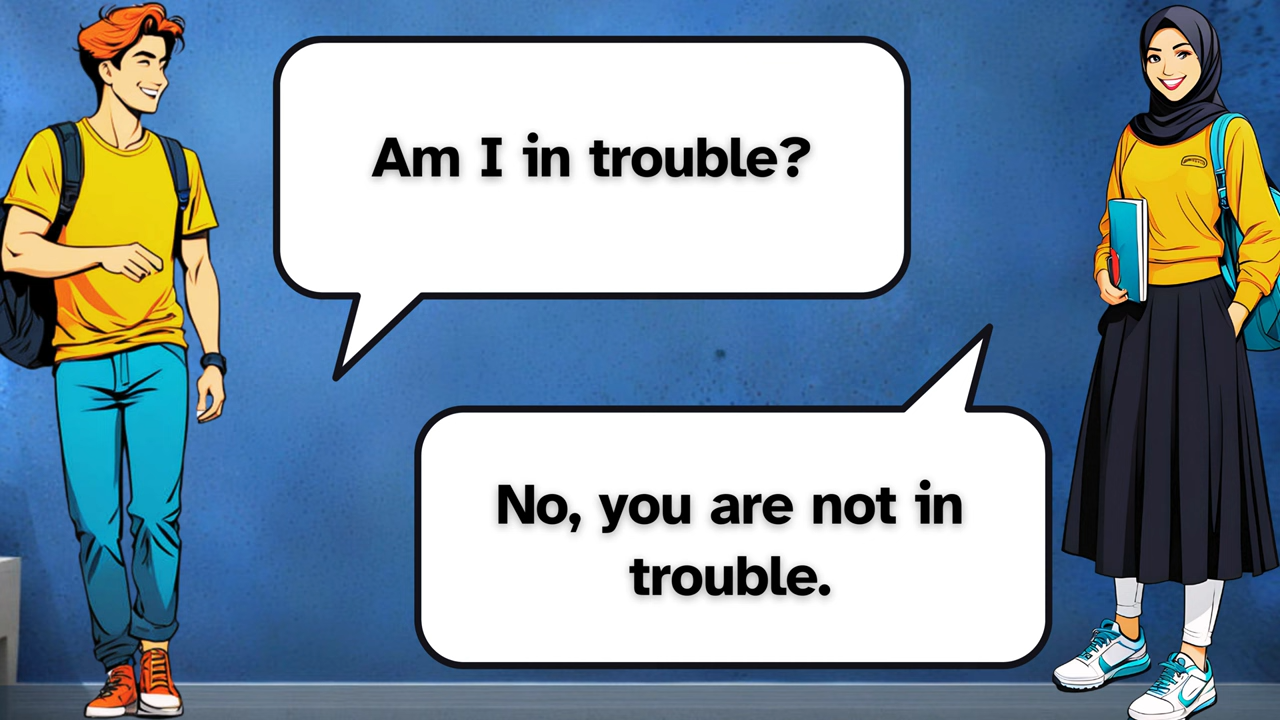 Am I in trouble?
No, you are not in
trouble.